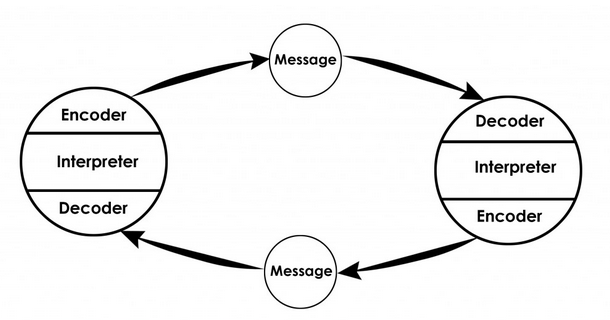 Message
Encoder
Interpreter
Decoder
Decoder
Interpreter
Encoder
Message